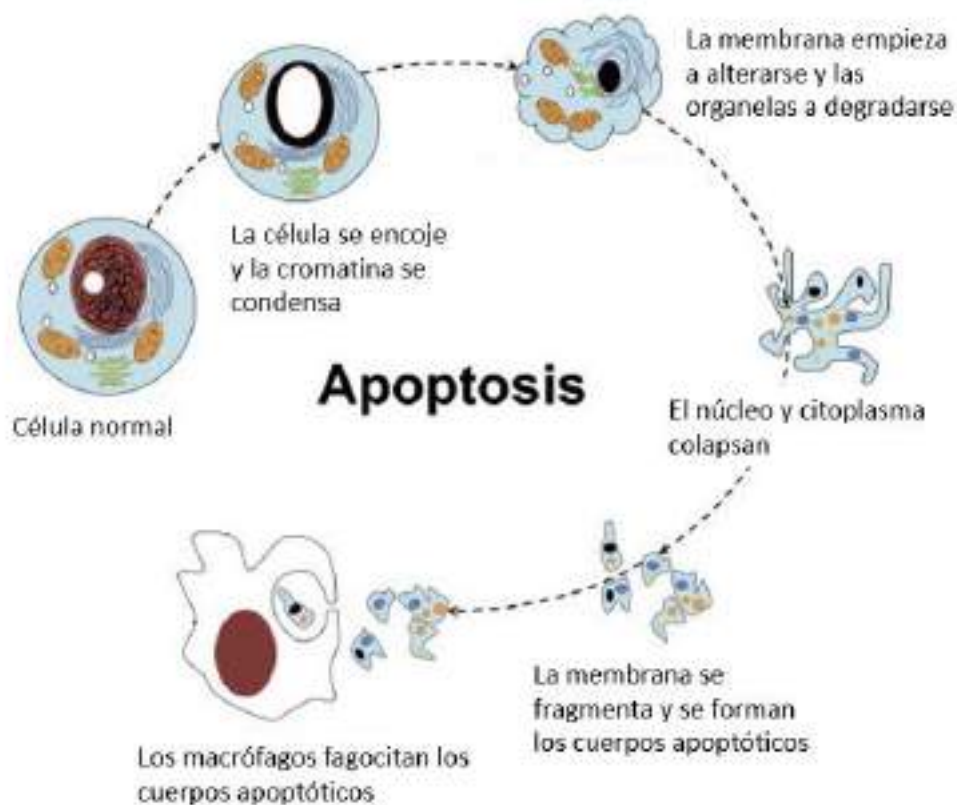 La membrana empieza
a alterarse y las
organelas a degradarse
La célula se encoje
y la cromatina se
condensa
Célula normal
Apoptosis
El núcleo y citoplasma
colapsan
La membrana se
fragmenta y se forman
los cuerpos apoptóticos
Los macrófagos fagocitan los
cuerpos apoptóticos